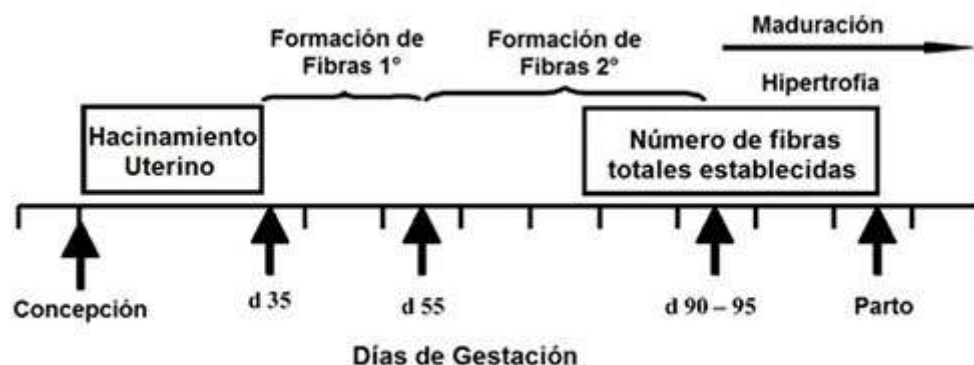 Formación de
Fibras 1°
Formación de
Fibras 2°
Maduración
Hipertrofia
Hacinamiento
Uterino
Número de fibras
totales establecidas
Concepción
d 35
d 55
d 90 – 95
Parto
Días de Gestación